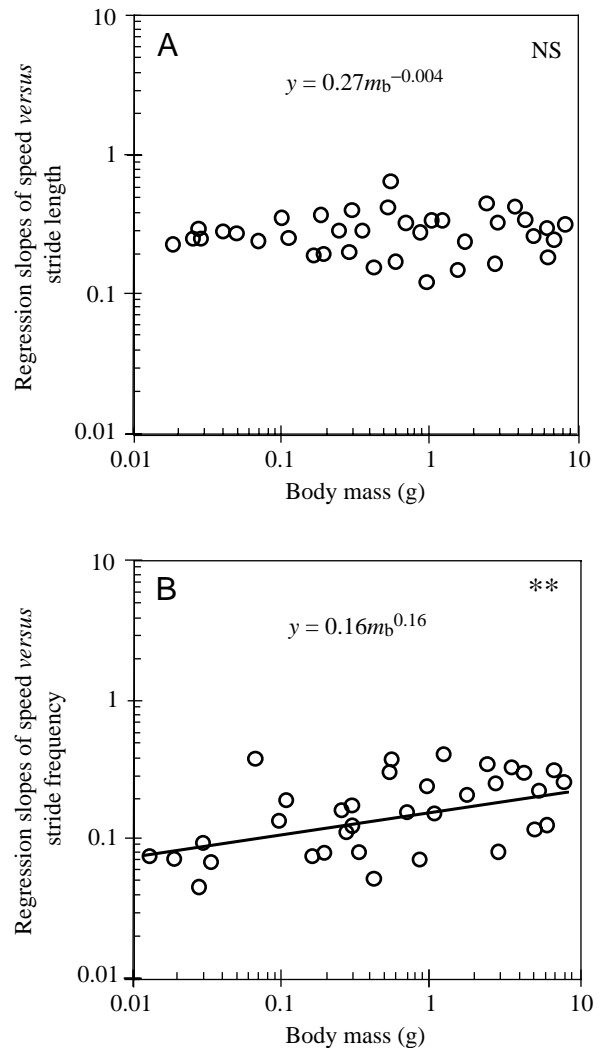 A
NS
y = 0.27mb^−0.004
10
1
0.1
0.01
Regression slopes of speed versus
stride length
0.01
0.1
1
10
Body mass (g)
B
**
y = 0.16mb^0.16
10
1
0.1
0.01
Regression slopes of speed versus
stride frequency
0.01
0.1
1
10
Body mass (g)